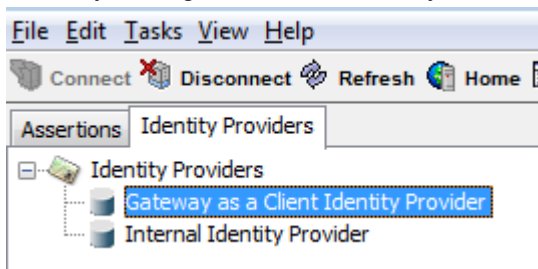 File Edit Tasks View Help
Connect Disconnect Refresh Home
Assertions Identity Providers
Identity Providers
Gateway as a Client Identity Provider
Internal Identity Provider